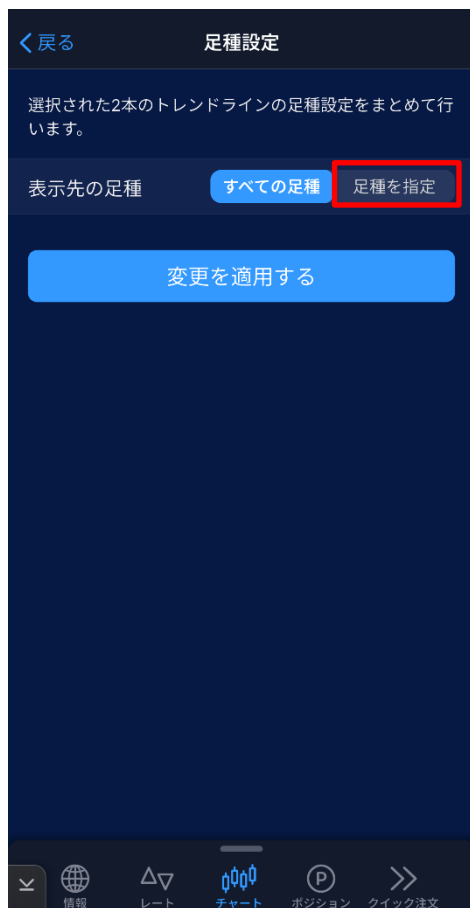 戻る 足種設定
選択された2本のトレンドラインの足種設定をまとめて行
います。
表示先の足種 すべての足種 足種を指定
変更を適用する
情報 レート チャート ポジション クイック注文